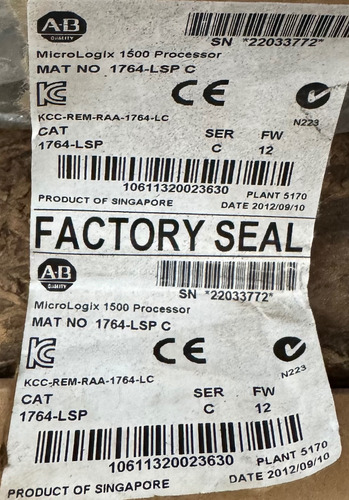 A-B
QUALITY
SN *22033772*
MicroLogix 1500 Processor
MAT NO 1764-LSP C
KC
CE
N223
KCC-REM-RAA-1764-LC
CAT SER FW
1764-LSP C 12
10611320023630
PLANT 5170
PRODUCT OF SINGAPORE DATE 2012/09/10
FACTORY SEAL
A-B
QUALITY
SN *22033772*
MicroLogix 1500 Processor
MAT NO 1764-LSP C
KC
CE
N223
KCC-REM-RAA-1764-LC
CAT SER FW
1764-LSP C 12
10611320023630
PLANT 5170
PRODUCT OF SINGAPORE DATE 2012/09/10